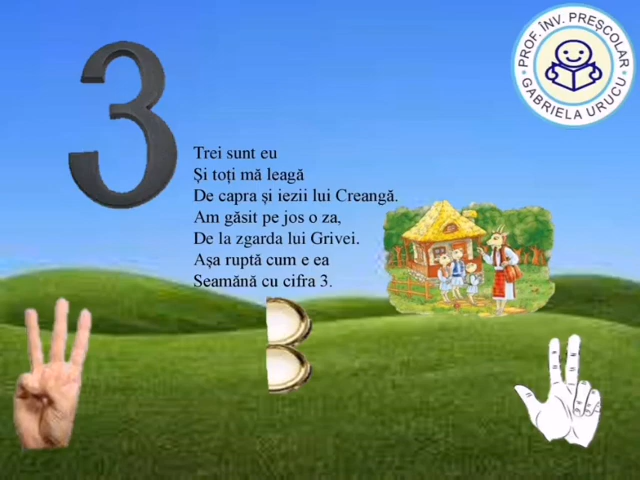 3
PROF. ÎNV. PREȘCOLAR
GABRIELA URUCU
Trei sunt eu
Și toți mă leagă
De capra și iezii lui Creangă.
Am găsit pe jos o za,
De la zgarda lui Grivei.
Așa ruptă cum e ea
Seamănă cu cifra 3.